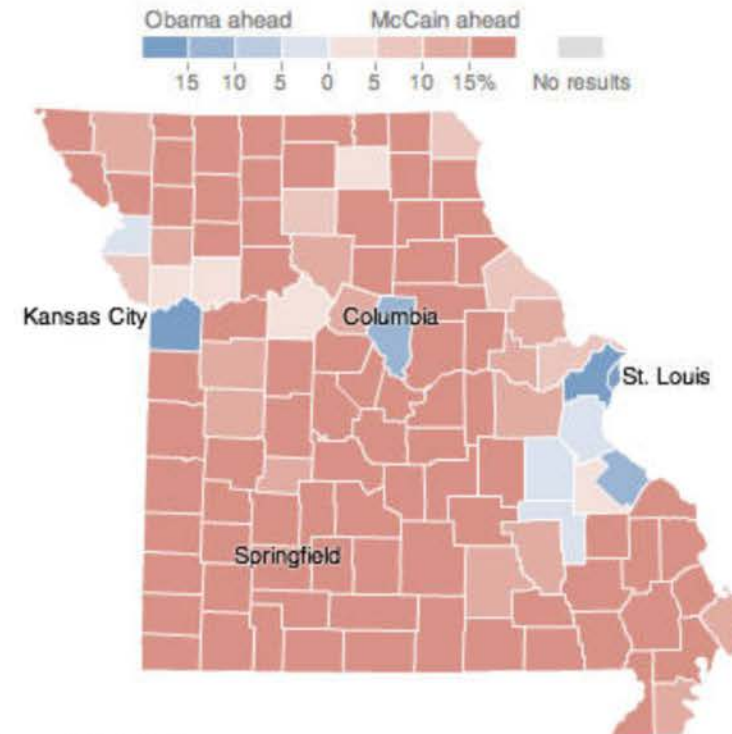 Obama ahead McCain ahead
15 10 5 0 5 10 15% No results
Kansas City
Columbia
St. Louis
Springfield